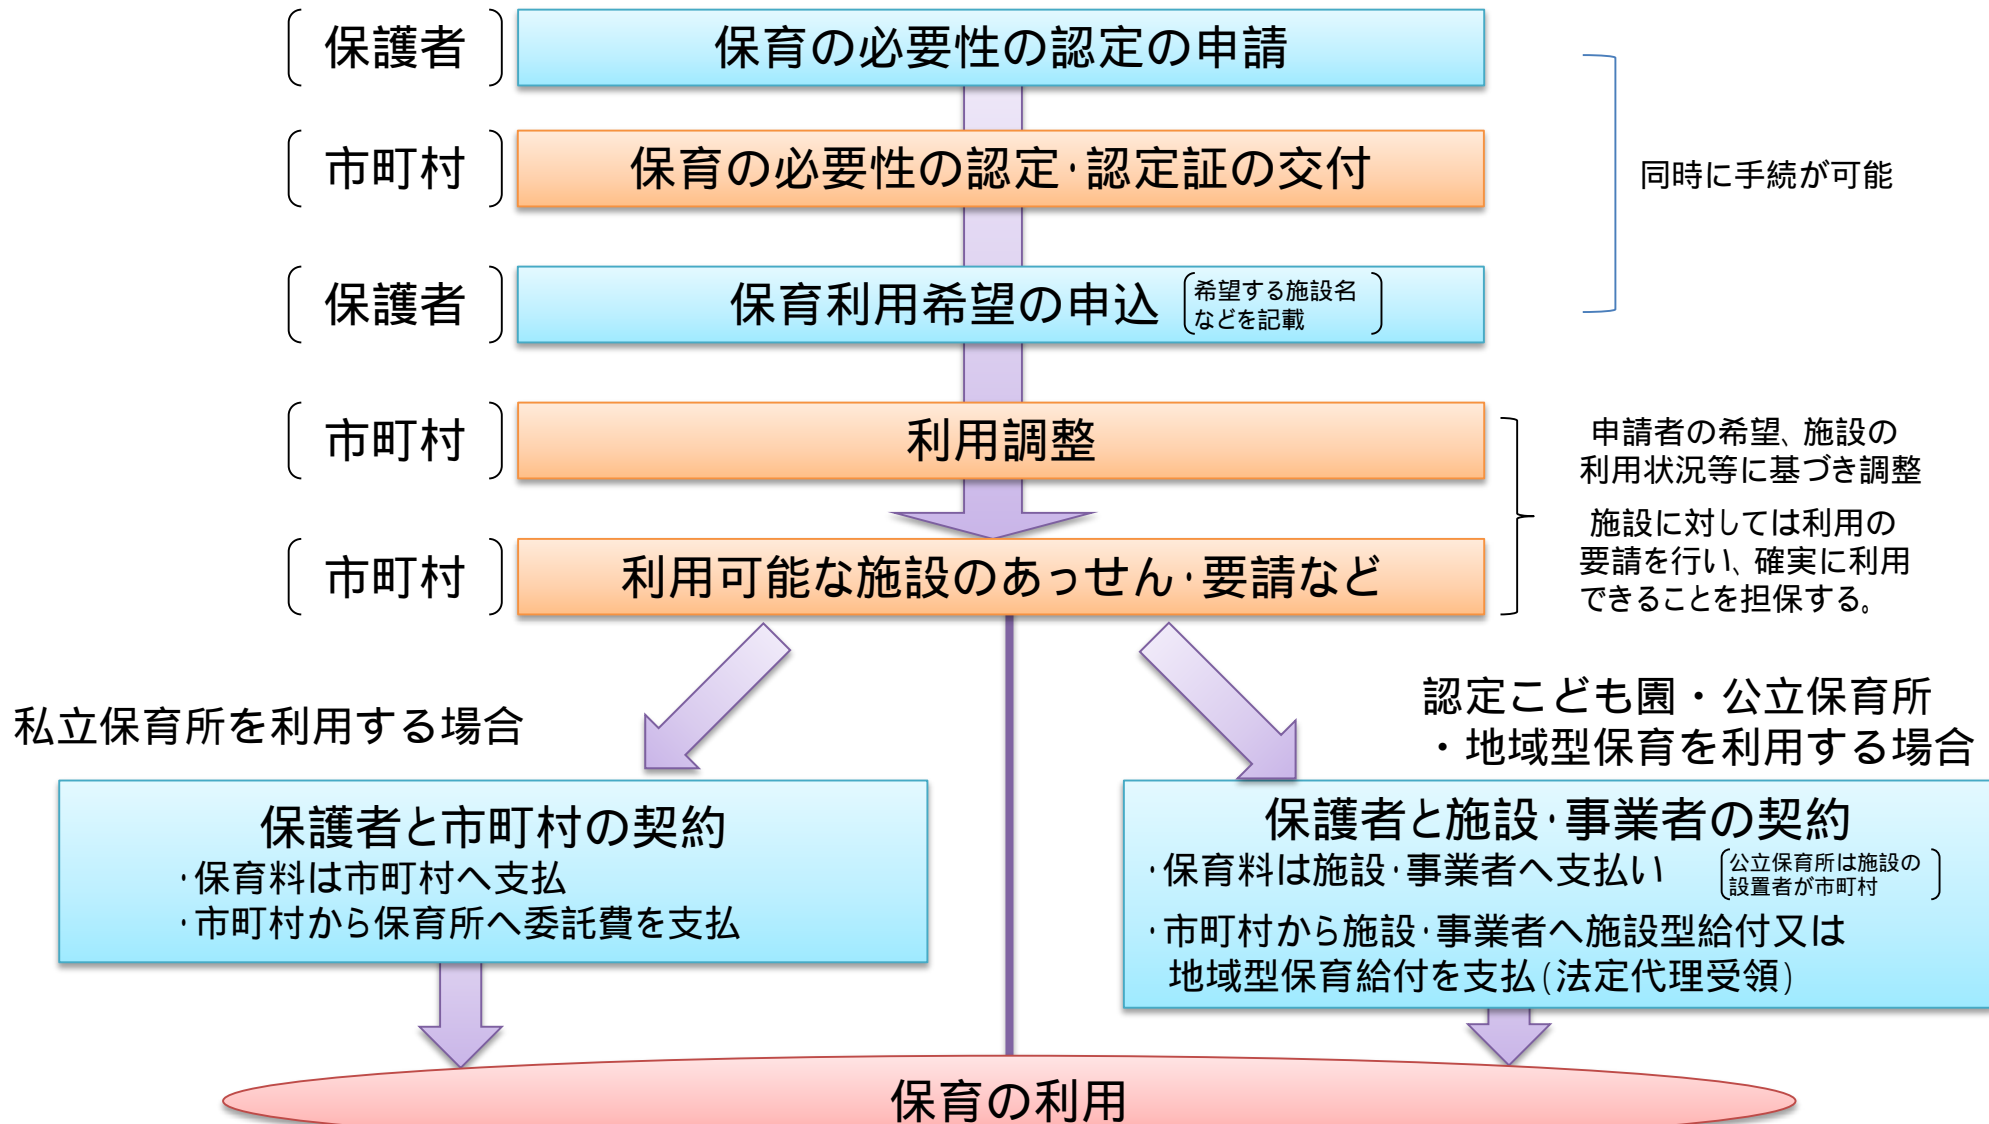 保護者
保育の必要性の認定の申請
市町村
保育の必要性の認定・認定証の交付
同時に手続が可能
保護者
保育利用希望の申込
希望する施設名
などを記載
市町村
利用調整
申請者の希望、施設の
利用状況等に基づき調整
施設に対しては利用の
要請を行い、確実に利用
できることを担保する。
市町村
利用可能な施設のあっせん・要請など
私立保育所を利用する場合
保護者と市町村の契約
・保育料は市町村へ支払
・市町村から保育所へ委託費を支払
認定こども園・公立保育所
・地域型保育を利用する場合
保護者と施設・事業者の契約
・保育料は施設・事業者へ支払い
公立保育所は施設の
設置者が市町村
・市町村から施設・事業者へ施設型給付又は
地域型保育給付を支払(法定代理受領)
保育の利用